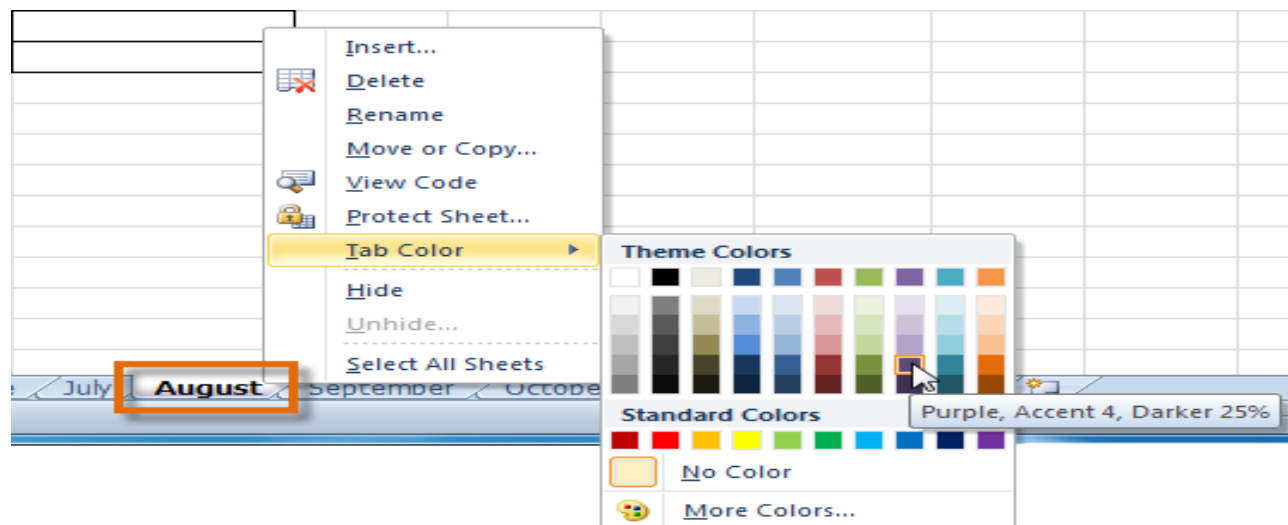 Insert...
Delete
Rename
Move or Copy...
View Code
Protect Sheet...
Tab Color
Hide
Unhide...
Select All Sheets
Theme Colors
July August September Octobe
Purple, Accent 4, Darker 25%
Standard Colors
No Color
More Colors...